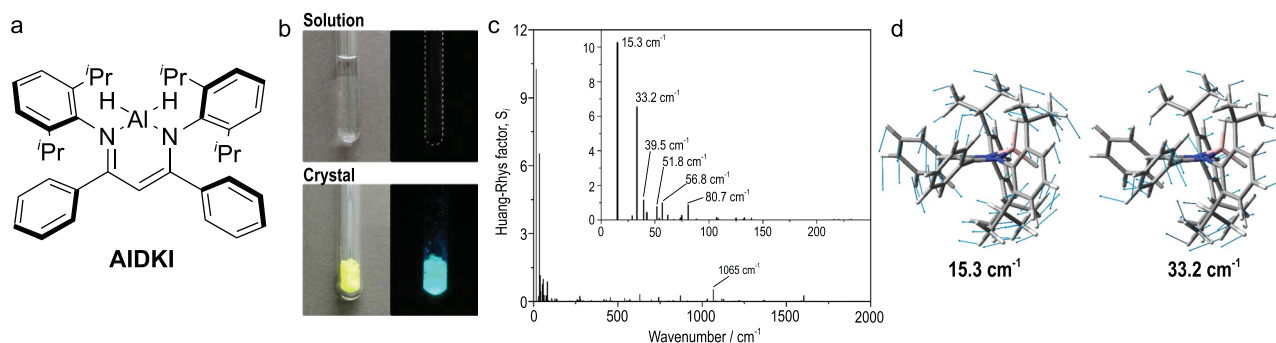 a
iPr
iPr
H
H
Al
N
N
iPr
iPr
AlDKI
b
Solution
Crystal
c
Huang-Rhys factor, Si
12
9
6
3
0
10
8
6
4
2
0
15.3 cm-1
33.2 cm-1
39.5 cm-1
51.8 cm-1
56.8 cm-1
80.7 cm-1
0
50
100
150
200
1065 cm-1
0
500
1000
1500
2000
Wavenumber / cm-1
d
15.3 cm-1
33.2 cm-1